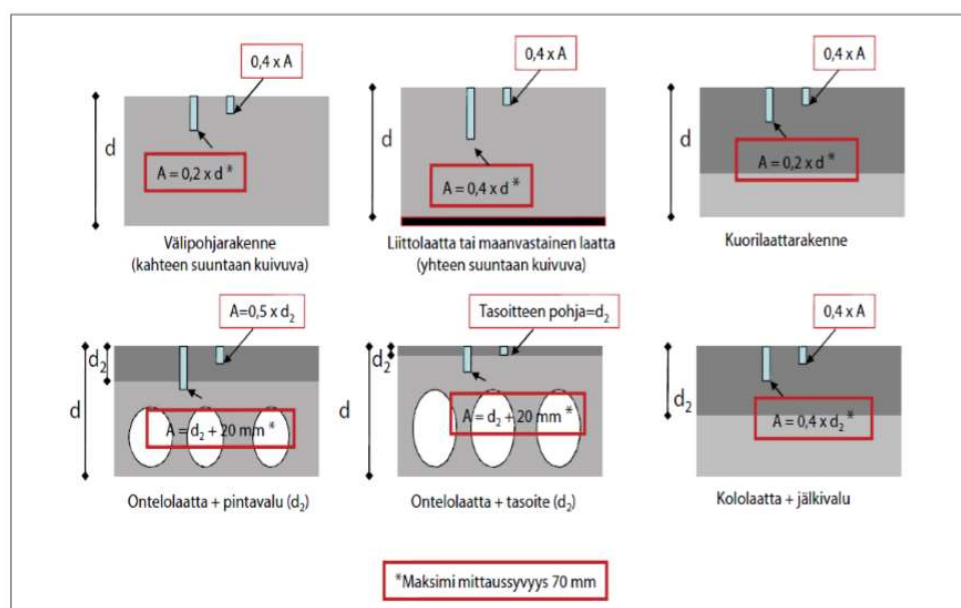 0,4 x A
0,4 x A
0,4 x A
d
d
d
A = 0,2 x d *
A = 0,4 x d *
A = 0,2 x d *
Välipohjarakenne
(kahteen suuntaan kuivuva)
Liittolaatta tai maanvastainen laatta
(yhteen suuntaan kuivuva)
Kuorilaattarakenne
A=0,5 x d₂
Tasoitteen pohja=d₂
0,4 x A
d₂
d
d₂
d
d₂
A = d₂ + 20 mm *
A = d₂ + 20 mm *
A = 0,4 x d₂ *
Ontelolaatta + pintavalu (d₂)
Ontelolaatta + tasoite (d₂)
Kololaatta + jälkivalu
*Maksimi mittaussyvyys 70 mm